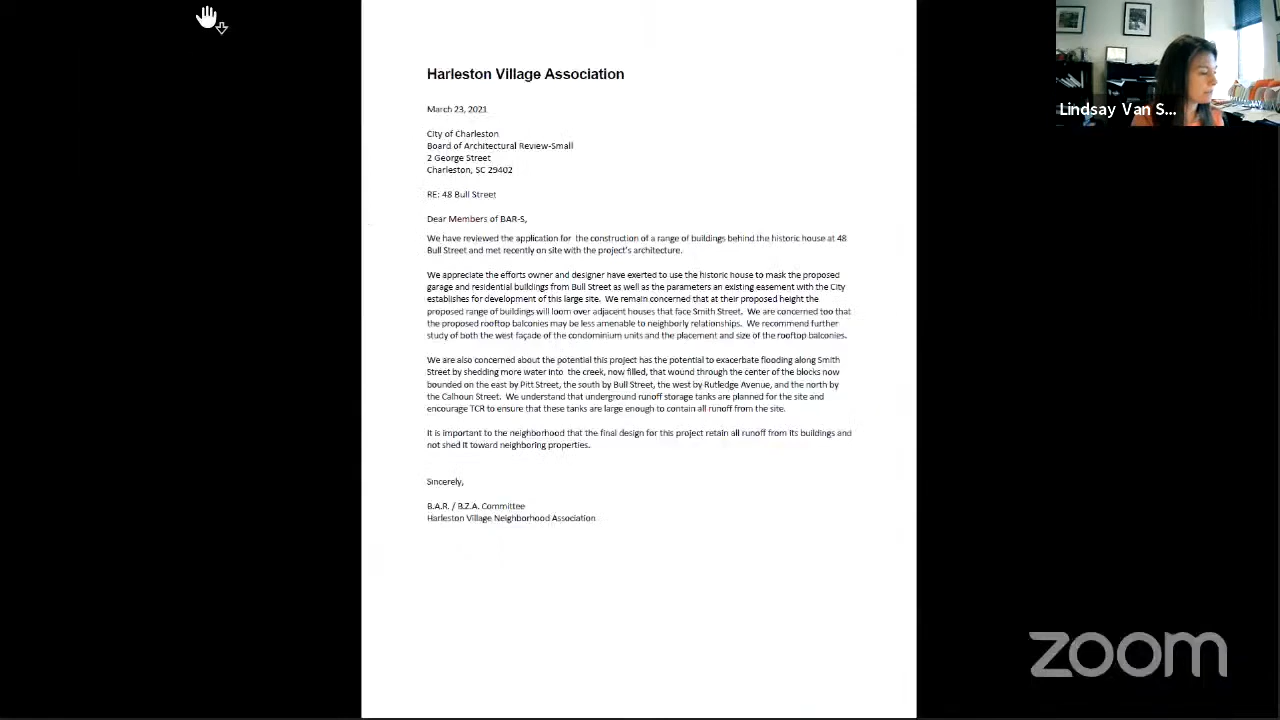 Harleston Village Association
March 23, 2021
City of Charleston
Board of Architectural Review-Small
2 George Street
Charleston, SC 29402
RE: 48 Bull Street
Dear Members of BAR-S,
We have reviewed the application for the construction of a range of buildings behind the historic house at 48
Bull Street and met recently on site with the project's architecture.
We appreciate the efforts owner and designer have exerted to use the historic house to mask the proposed
garage and residential buildings from Bull Street as well as the parameters an existing easement with the City
establishes for development of this large site. We remain concerned that at their proposed height the
proposed range of buildings will loom over adjacent houses that face Smith Street. We are concerned too that
the proposed rooftop balconies may be less amenable to neighborly relationships. We recommend further
study of both the west façade of the condominium units and the placement and size of the rooftop balconies.
We are also concerned about the potential this project has the potential to exacerbate flooding along Smith
Street by shedding more water into the creek, now filled, that wound through the center of the blocks now
bounded on the east by Pitt Street, the south by Bull Street, the west by Rutledge Avenue, and the north by
the Calhoun Street. We understand that underground runoff storage tanks are planned for the site and
encourage TCR to ensure that these tanks are large enough to contain all runoff from the site.
It is important to the neighborhood that the final design for this project retain all runoff from its buildings and
not shed it toward neighboring properties.
Sincerely,
B.A.R. / B.Z.A. Committee
Harleston Village Neighborhood Association
Lindsay Van S...
zoom